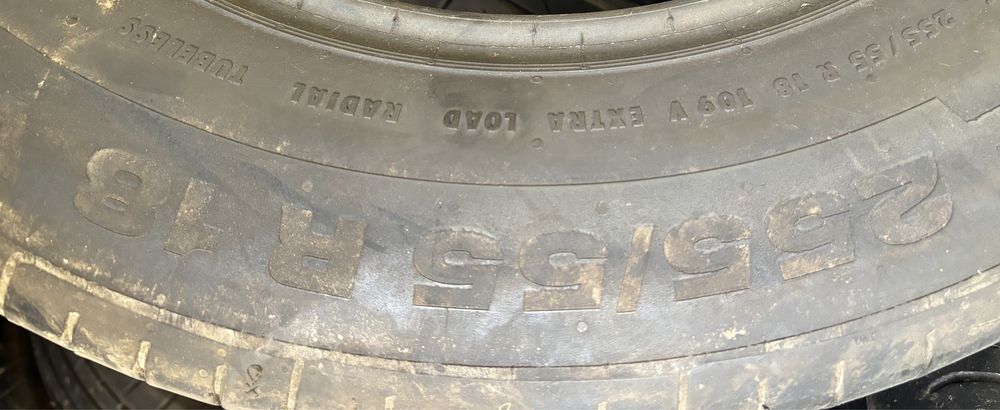 255/55 R 18 109 V EXTRA LOAD RADIAL TUBELESS
255/55 R 18